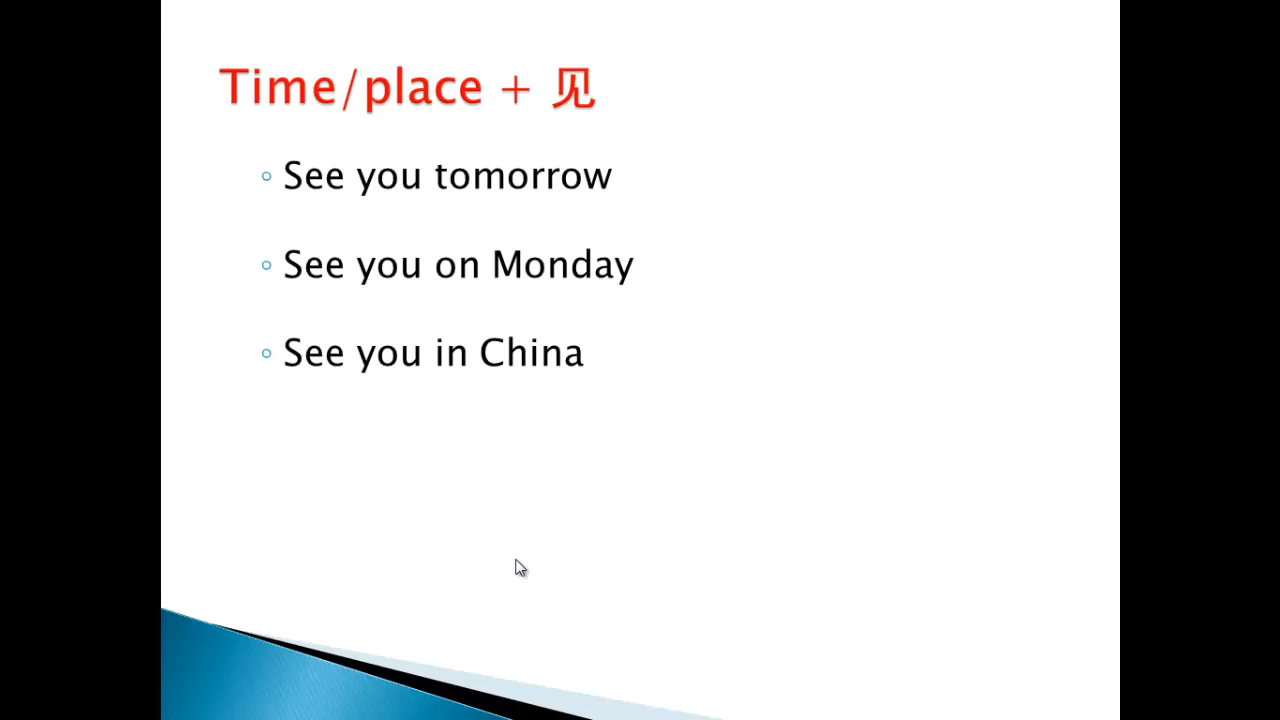 Time/place + 见
See you tomorrow
See you on Monday
See you in China